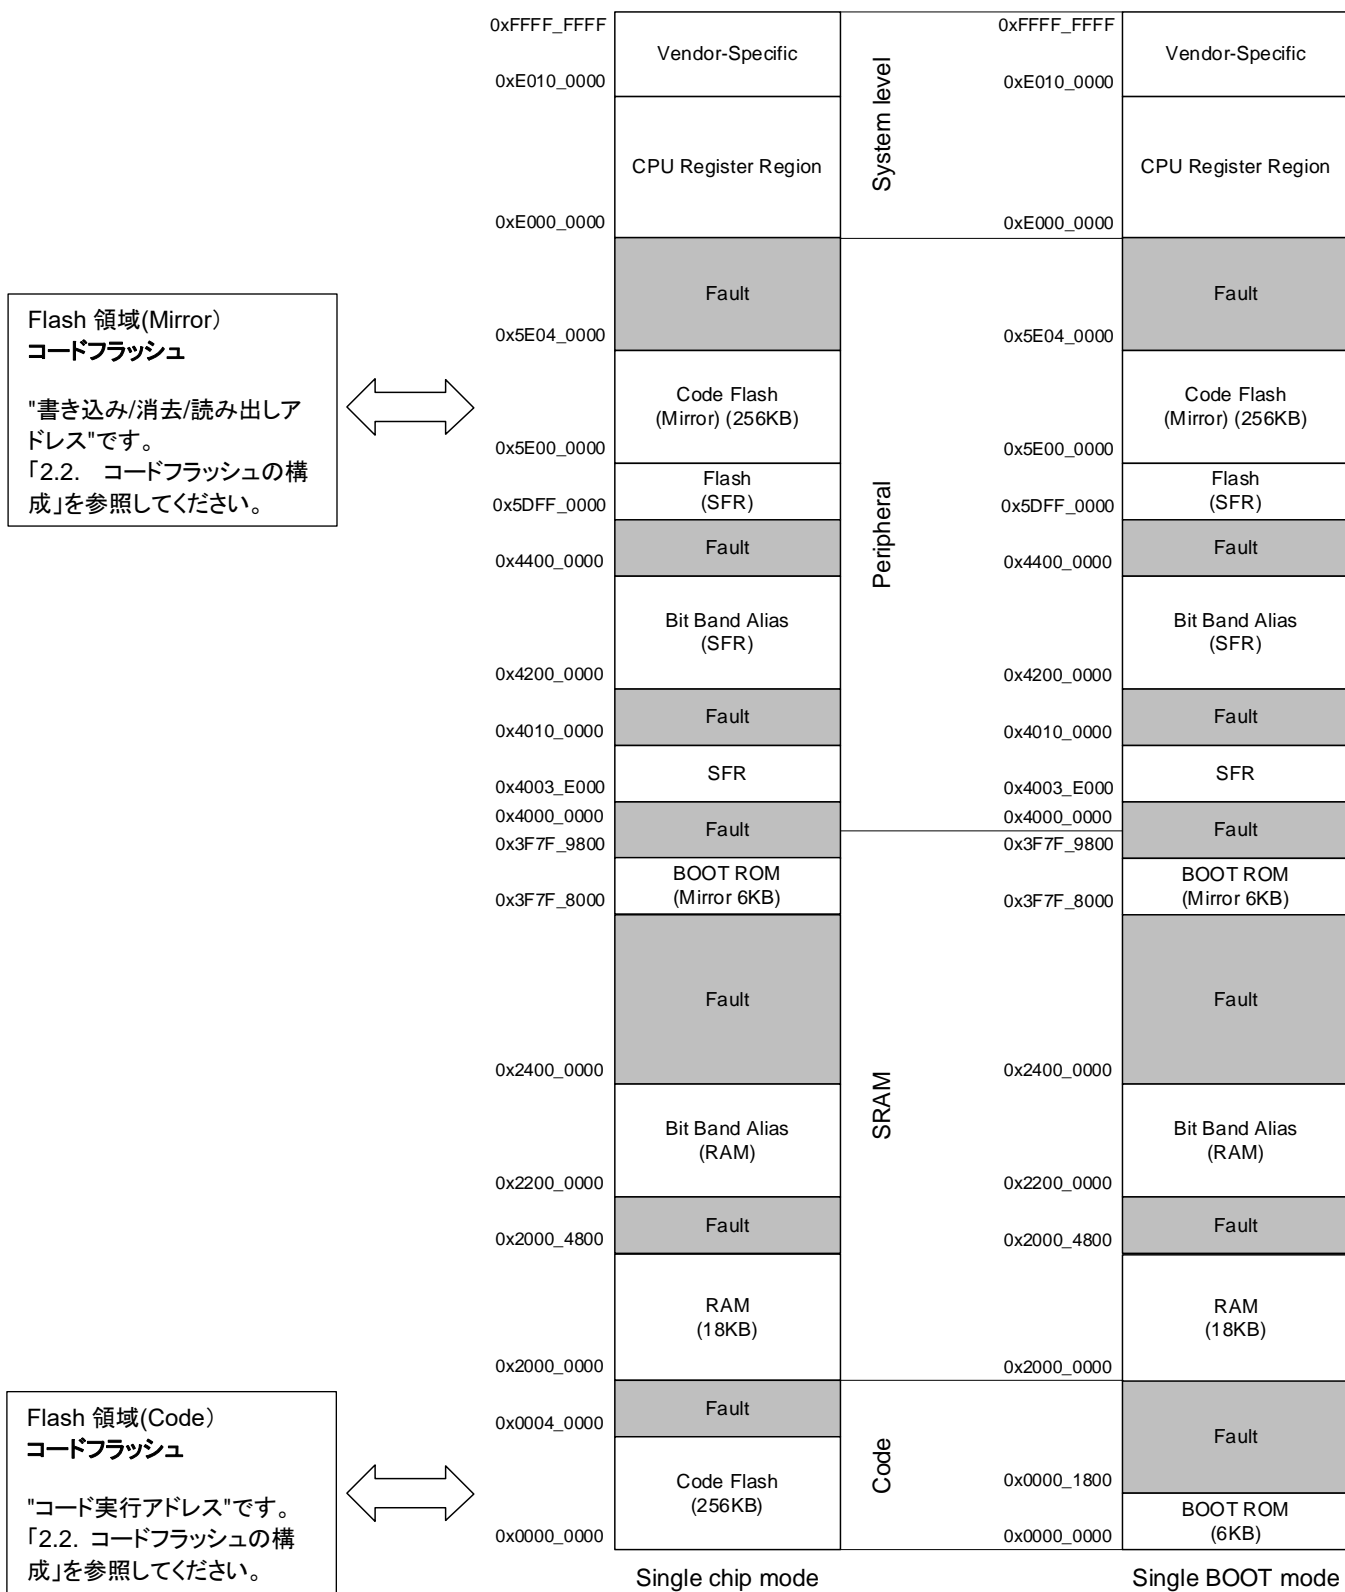 0xFFFF_FFFF
Vendor-Specific
0xE010_0000
CPU Register Region
0xE000_0000
Fault
0x5E04_0000
Code Flash
(Mirror) (256KB)
0x5E00_0000
Flash
(SFR)
0x5DFF_0000
Fault
0x4400_0000
Bit Band Alias
(SFR)
0x4200_0000
Fault
0x4010_0000
SFR
0x4003_E000
0x4000_0000
Fault
0x3F7F_9800
BOOT ROM
(Mirror 6KB)
0x3F7F_8000
Fault
0x2400_0000
Bit Band Alias
(RAM)
0x2200_0000
Fault
0x2000_4800
RAM
(18KB)
0x2000_0000
Fault
0x0004_0000
Code Flash
(256KB)
0x0000_0000
Single chip mode
System level
Peripheral
SRAM
Code
0xFFFF_FFFF
Vendor-Specific
0xE010_0000
CPU Register Region
0xE000_0000
Fault
0x5E04_0000
Code Flash
(Mirror) (256KB)
0x5E00_0000
Flash
(SFR)
0x5DFF_0000
Fault
0x4400_0000
Bit Band Alias
(SFR)
0x4200_0000
Fault
0x4010_0000
SFR
0x4003_E000
0x4000_0000
Fault
0x3F7F_9800
BOOT ROM
(Mirror 6KB)
0x3F7F_8000
Fault
0x2400_0000
Bit Band Alias
(RAM)
0x2200_0000
Fault
0x2000_4800
RAM
(18KB)
0x2000_0000
Fault
0x0000_1800
BOOT ROM
(6KB)
0x0000_0000
Single BOOT mode
Flash 領域(Mirror）
コードフラッシュ
"書き込み/消去/読み出しア
ドレス"です。
「2.2. コードフラッシュの構
成」を参照してください。
Flash 領域(Code）
コードフラッシュ
"コード実行アドレス"です。
「2.2. コードフラッシュの構
成」を参照してください。